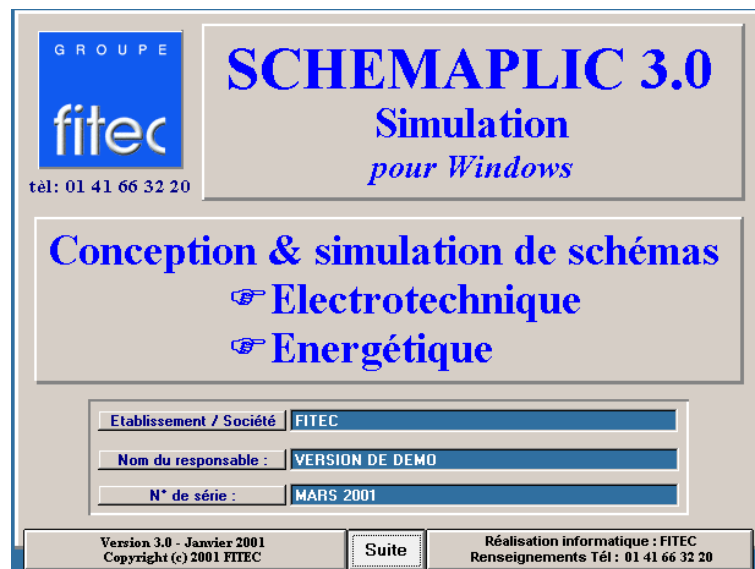 GROUPE
fitec
tèl: 01 41 66 32 20
SCHEMAPLIC 3.0
Simulation
pour Windows
Conception & simulation de schémas
☞Electrotechnique
☞Energétique
Etablissement / Société FITEC
Nom du responsable : VERSION DE DEMO
N° de série : MARS 2001
Version 3.0 - Janvier 2001
Copyright (c) 2001 FITEC
Suite
Réalisation informatique : FITEC
Renseignements Tél : 01 41 66 32 20